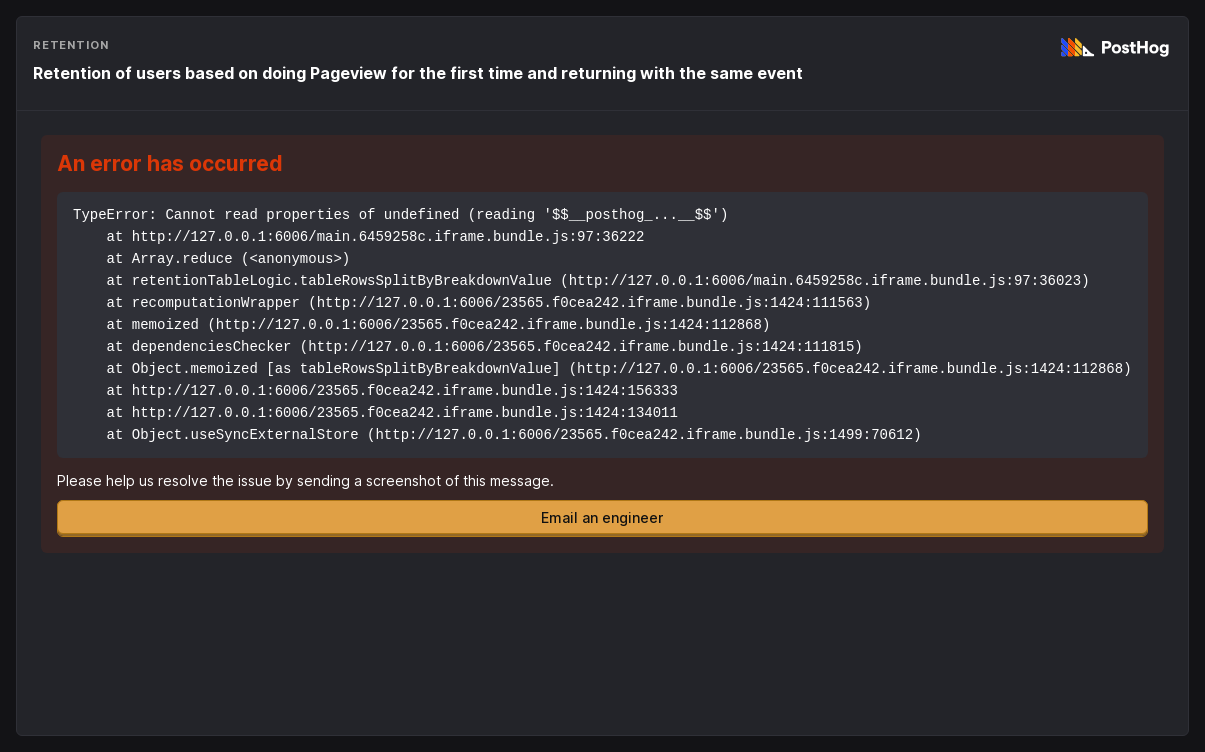 RETENTION
PostHog
Retention of users based on doing Pageview for the first time and returning with the same event
An error has occurred
TypeError: Cannot read properties of undefined (reading '$$__posthog_...__$$')
at http://127.0.0.1:6006/main.6459258c.iframe.bundle.js:97:36222
at Array.reduce (<anonymous>)
at retentionTableLogic.tableRowsSplitByBreakdownValue (http://127.0.0.1:6006/main.6459258c.iframe.bundle.js:97:36023)
at recomputationWrapper (http://127.0.0.1:6006/23565.f0cea242.iframe.bundle.js:1424:111563)
at memoized (http://127.0.0.1:6006/23565.f0cea242.iframe.bundle.js:1424:112868)
at dependenciesChecker (http://127.0.0.1:6006/23565.f0cea242.iframe.bundle.js:1424:111815)
at Object.memoized [as tableRowsSplitByBreakdownValue] (http://127.0.0.1:6006/23565.f0cea242.iframe.bundle.js:1424:112868)
at http://127.0.0.1:6006/23565.f0cea242.iframe.bundle.js:1424:156333
at http://127.0.0.1:6006/23565.f0cea242.iframe.bundle.js:1424:134011
at Object.useSyncExternalStore (http://127.0.0.1:6006/23565.f0cea242.iframe.bundle.js:1499:70612)
Please help us resolve the issue by sending a screenshot of this message.
Email an engineer